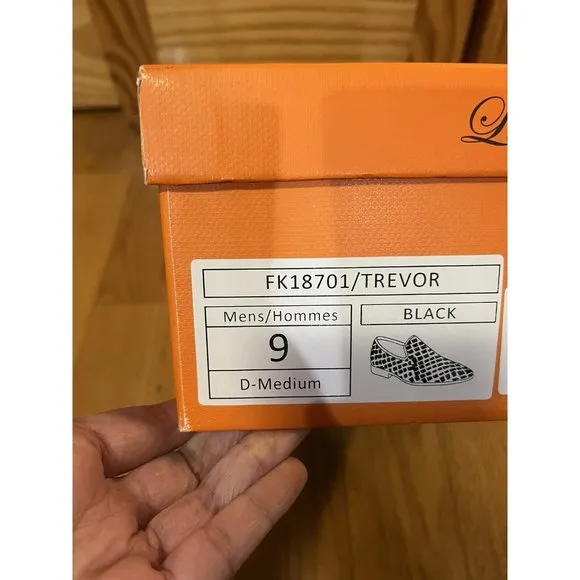 FK18701/TREVOR
Mens/Hommes
9
D-Medium
BLACK